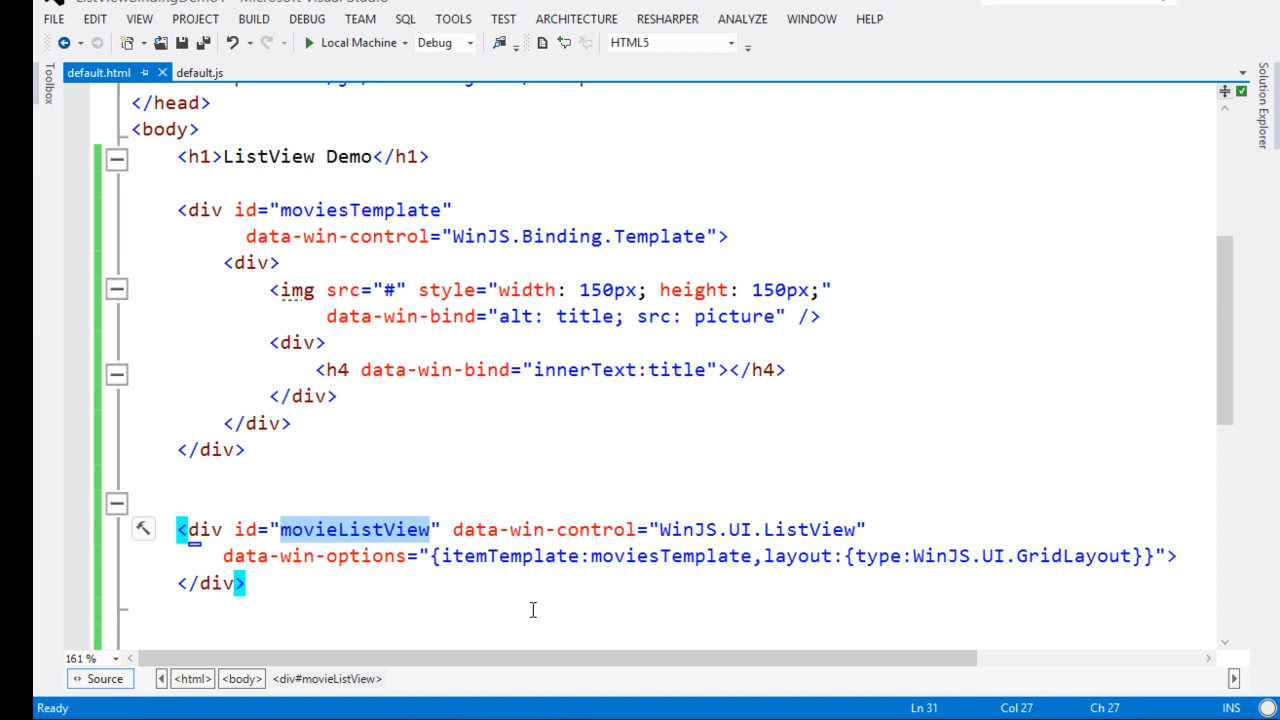 FILE EDIT VIEW PROJECT BUILD DEBUG TEAM SQL TOOLS TEST ARCHITECTURE RESHARPER ANALYZE WINDOW HELP
Local Machine Debug HTML5
default.html default.js
Toolbox
Solution Explorer
</head>
<body>
<h1>ListView Demo</h1>
<div id="moviesTemplate"
data-win-control="WinJS.Binding.Template">
<div>
<img src="#" style="width: 150px; height: 150px;"
data-win-bind="alt: title; src: picture" />
<div>
<h4 data-win-bind="innerText:title"></h4>
</div>
</div>
</div>
<div id="movieListView" data-win-control="WinJS.UI.ListView"
data-win-options="{itemTemplate:moviesTemplate,layout:{type:WinJS.UI.GridLayout}}">
</div>
161 %
Source <html> <body> <div#movieListView>
Ready Ln 31 Col 27 Ch 27 INS